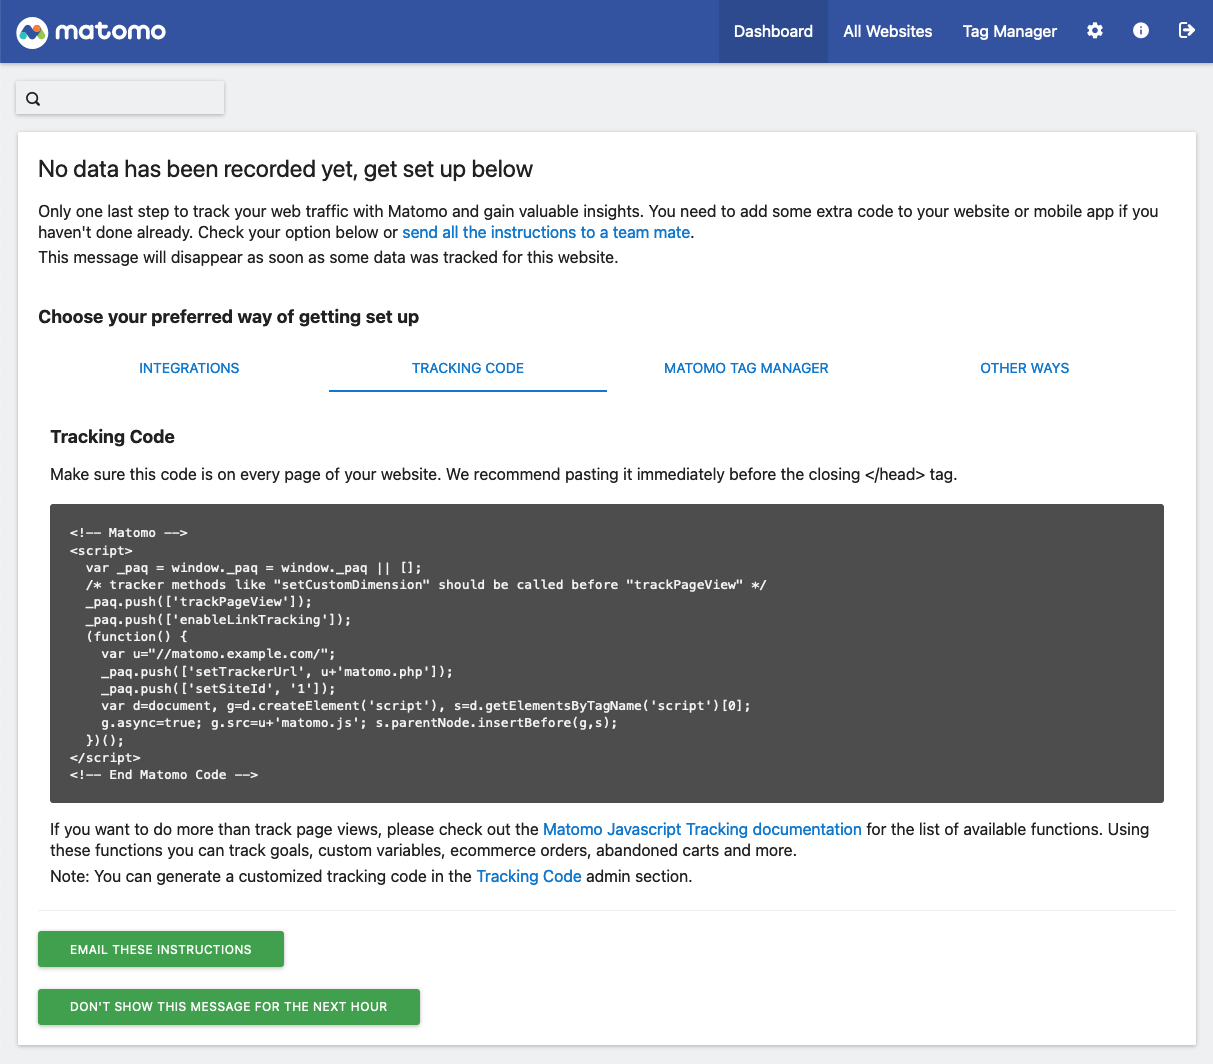 matomo
Dashboard
All Websites
Tag Manager
No data has been recorded yet, get set up below
Only one last step to track your web traffic with Matomo and gain valuable insights. You need to add some extra code to your website or mobile app if you
haven't done already. Check your option below or send all the instructions to a team mate.
This message will disappear as soon as some data was tracked for this website.
Choose your preferred way of getting set up
INTEGRATIONS
TRACKING CODE
MATOMO TAG MANAGER
OTHER WAYS
Tracking Code
Make sure this code is on every page of your website. We recommend pasting it immediately before the closing </head> tag.
<!-- Matomo -->
<script>
  var _paq = window._paq = window._paq || [];
  /* tracker methods like "setCustomDimension" should be called before "trackPageView" */
  _paq.push(['trackPageView']);
  _paq.push(['enableLinkTracking']);
  (function() {
    var u="//matomo.example.com/";
    _paq.push(['setTrackerUrl', u+'matomo.php']);
    _paq.push(['setSiteId', '1']);
    var d=document, g=d.createElement('script'), s=d.getElementsByTagName('script')[0];
    g.async=true; g.src=u+'matomo.js'; s.parentNode.insertBefore(g,s);
  })();
</script>
<!-- End Matomo Code -->
If you want to do more than track page views, please check out the Matomo Javascript Tracking documentation for the list of available functions. Using
these functions you can track goals, custom variables, ecommerce orders, abandoned carts and more.
Note: You can generate a customized tracking code in the Tracking Code admin section.
EMAIL THESE INSTRUCTIONS
DON'T SHOW THIS MESSAGE FOR THE NEXT HOUR